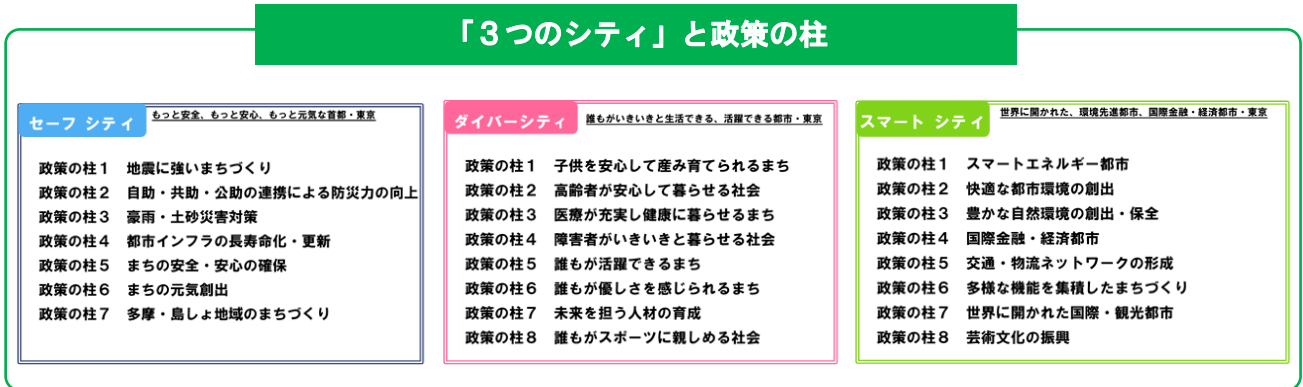 「３つのシティ」と政策の柱
セーフ シティ
もっと安全、もっと安心、もっと元気な首都・東京
政策の柱１ 地震に強いまちづくり
政策の柱２ 自助・共助・公助の連携による防災力の向上
政策の柱３ 豪雨・土砂災害対策
政策の柱４ 都市インフラの長寿命化・更新
政策の柱５ まちの安全・安心の確保
政策の柱６ まちの元気創出
政策の柱７ 多摩・島しょ地域のまちづくり
ダイバーシティ
誰もがいきいきと生活できる、活躍できる都市・東京
政策の柱１ 子供を安心して産み育てられるまち
政策の柱２ 高齢者が安心して暮らせる社会
政策の柱３ 医療が充実し健康に暮らせるまち
政策の柱４ 障害者がいきいきと暮らせる社会
政策の柱５ 誰もが活躍できるまち
政策の柱６ 誰もが優しさを感じられるまち
政策の柱７ 未来を担う人材の育成
政策の柱８ 誰もがスポーツに親しめる社会
スマート シティ
世界に開かれた、環境先進都市、国際金融・経済都市・東京
政策の柱１ スマートエネルギー都市
政策の柱２ 快適な都市環境の創出
政策の柱３ 豊かな自然環境の創出・保全
政策の柱４ 国際金融・経済都市
政策の柱５ 交通・物流ネットワークの形成
政策の柱６ 多様な機能を集積したまちづくり
政策の柱７ 世界に開かれた国際・観光都市
政策の柱８ 芸術文化の振興